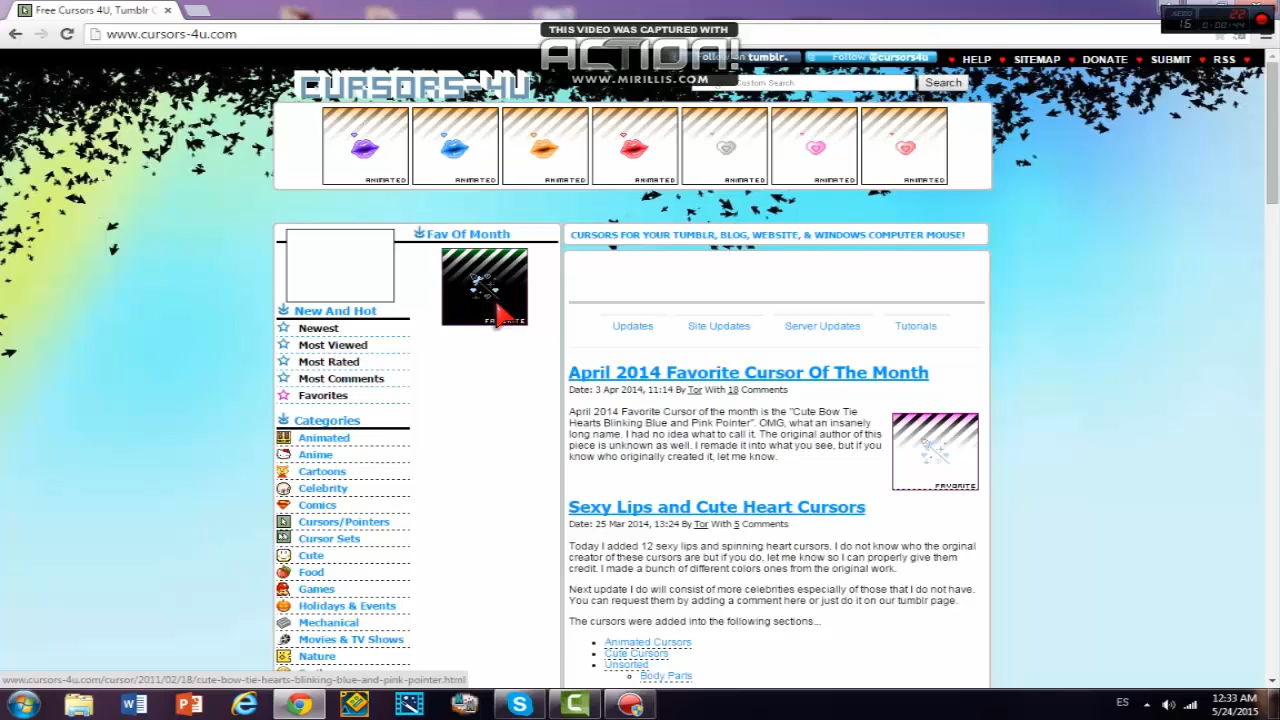 Free Cursors 4U, Tumblr C
www.cursors-4u.com
THIS VIDEO WAS CAPTURED WITH
ACTION!
WWW.MIRILLIS.COM
Follow on tumblr.
Follow @cursors4u
HELP
SITEMAP
DONATE
SUBMIT
RSS
CURSORS-4U
Custom Search
Search
ANIMATED
ANIMATED
ANIMATED
ANIMATED
ANIMATED
ANIMATED
ANIMATED
Fav Of Month
New And Hot
Newest
Most Viewed
Most Rated
Most Comments
Favorites
Categories
Animated
Anime
Cartoons
Celebrity
Comics
Cursors/Pointers
Cursor Sets
Cute
Food
Games
Holidays & Events
Mechanical
Movies & TV Shows
Nature
CURSORS FOR YOUR TUMBLR, BLOG, WEBSITE, & WINDOWS COMPUTER MOUSE!
Updates
Site Updates
Server Updates
Tutorials
April 2014 Favorite Cursor Of The Month
Date: 3 Apr 2014, 11:14 By Tor With 18 Comments
April 2014 Favorite Cursor of the month is the "Cute Bow Tie
Hearts Blinking Blue and Pink Pointer". OMG, what an insanely
long name. I had no idea what to call it. The original author of this
piece is unknown as well. I remade it into what you see, but if you
know who originally created it, let me know.
FAVORITE
Sexy Lips and Cute Heart Cursors
Date: 25 Mar 2014, 13:24 By Tor With 5 Comments
Today I added 12 sexy lips and spinning heart cursors. I do not know who the orginal
creator of these cursors are but if you do, let me know so I can properly give them
credit. I made a bunch of different colors ones from the original work.
Next update I do will consist of more celebrities especially of those that I do not have.
You can request them by adding a comment here or just do it on our tumblr page.
The cursors were added into the following sections...
Animated Cursors
Cute Cursors
Unsorted
Body Parts
www.cursors-4u.com/cursor/2011/02/18/cute-bow-tie-hearts-blinking-blue-and-pink-pointer.html
ES
12:33 AM
5/24/2015